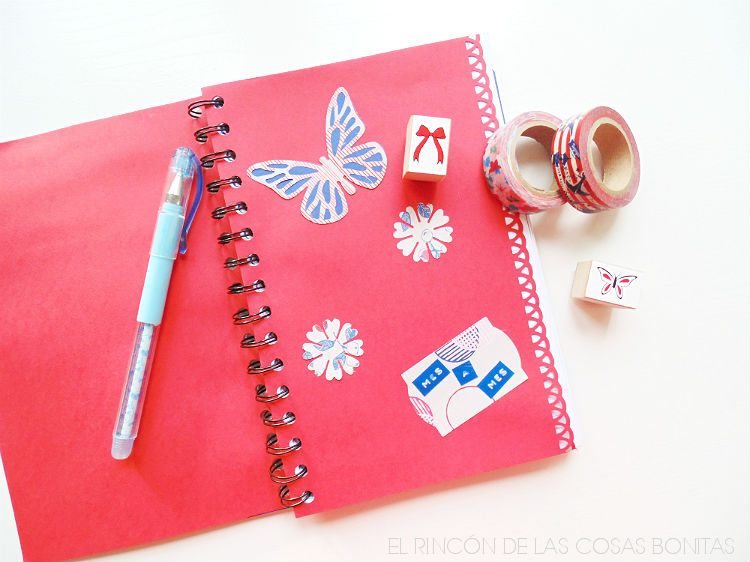 MES
A
MES
EL RINCÓN DE LAS COSAS BONITAS